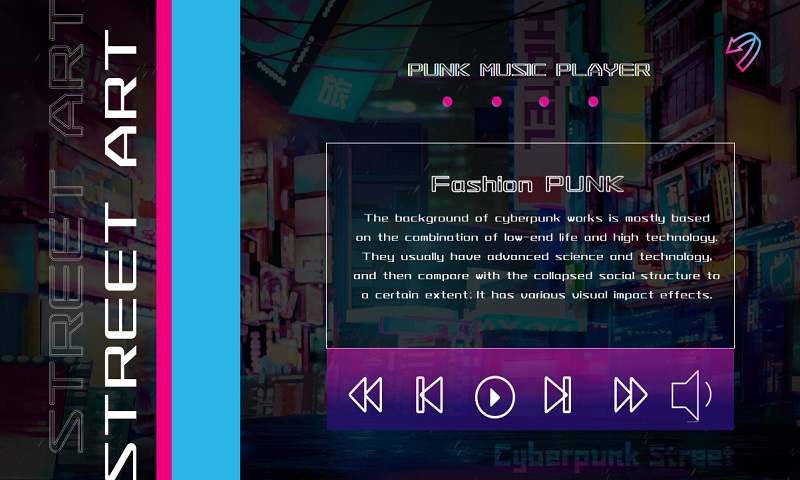 STREET ART
STREET ART
旅
HOTEL
PUNK MUSIC PLAYER
Fashion PUNK
The background of cyberpunk works is mostly based
on the combination of low-end life and high technology.
They usually have advanced science and technology,
and then compare with the collapsed social structure to
a certain extent; It has various visual impact effects.
Cyberpunk Street